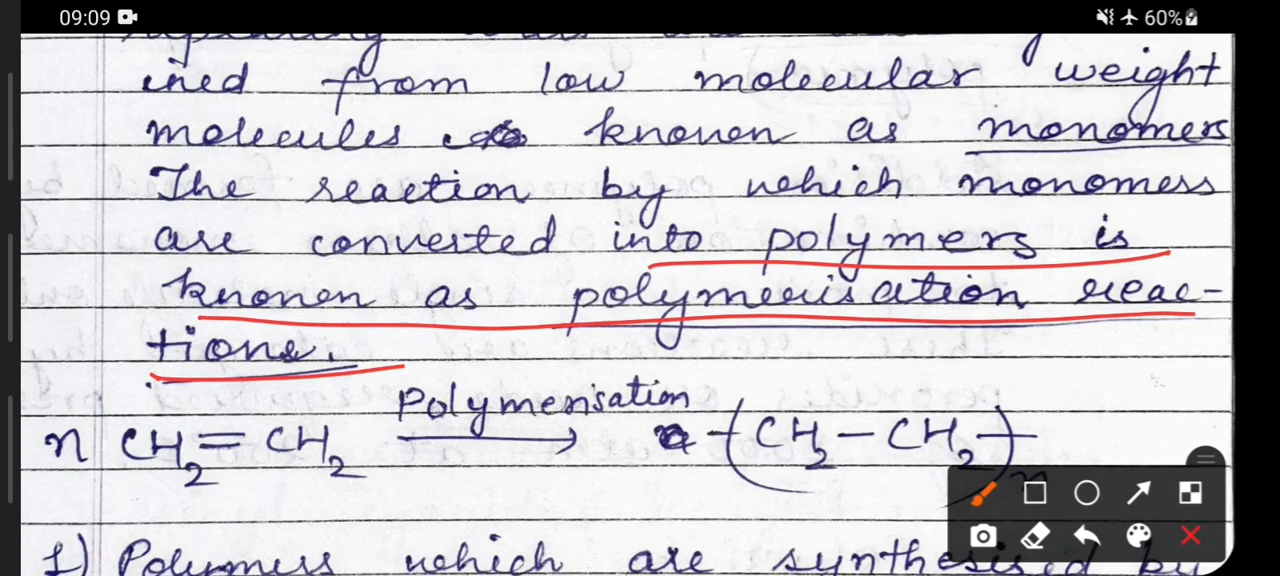 09:09 60%
ined from low molecular weight
molecules known as monomers
The reaction by which monomers
are converted into polymers is
known as polymerisation reac-
tions.
Polymerisation
n CH2=CH2 → (CH2-CH2)n
1) Polymers which are synthesised by